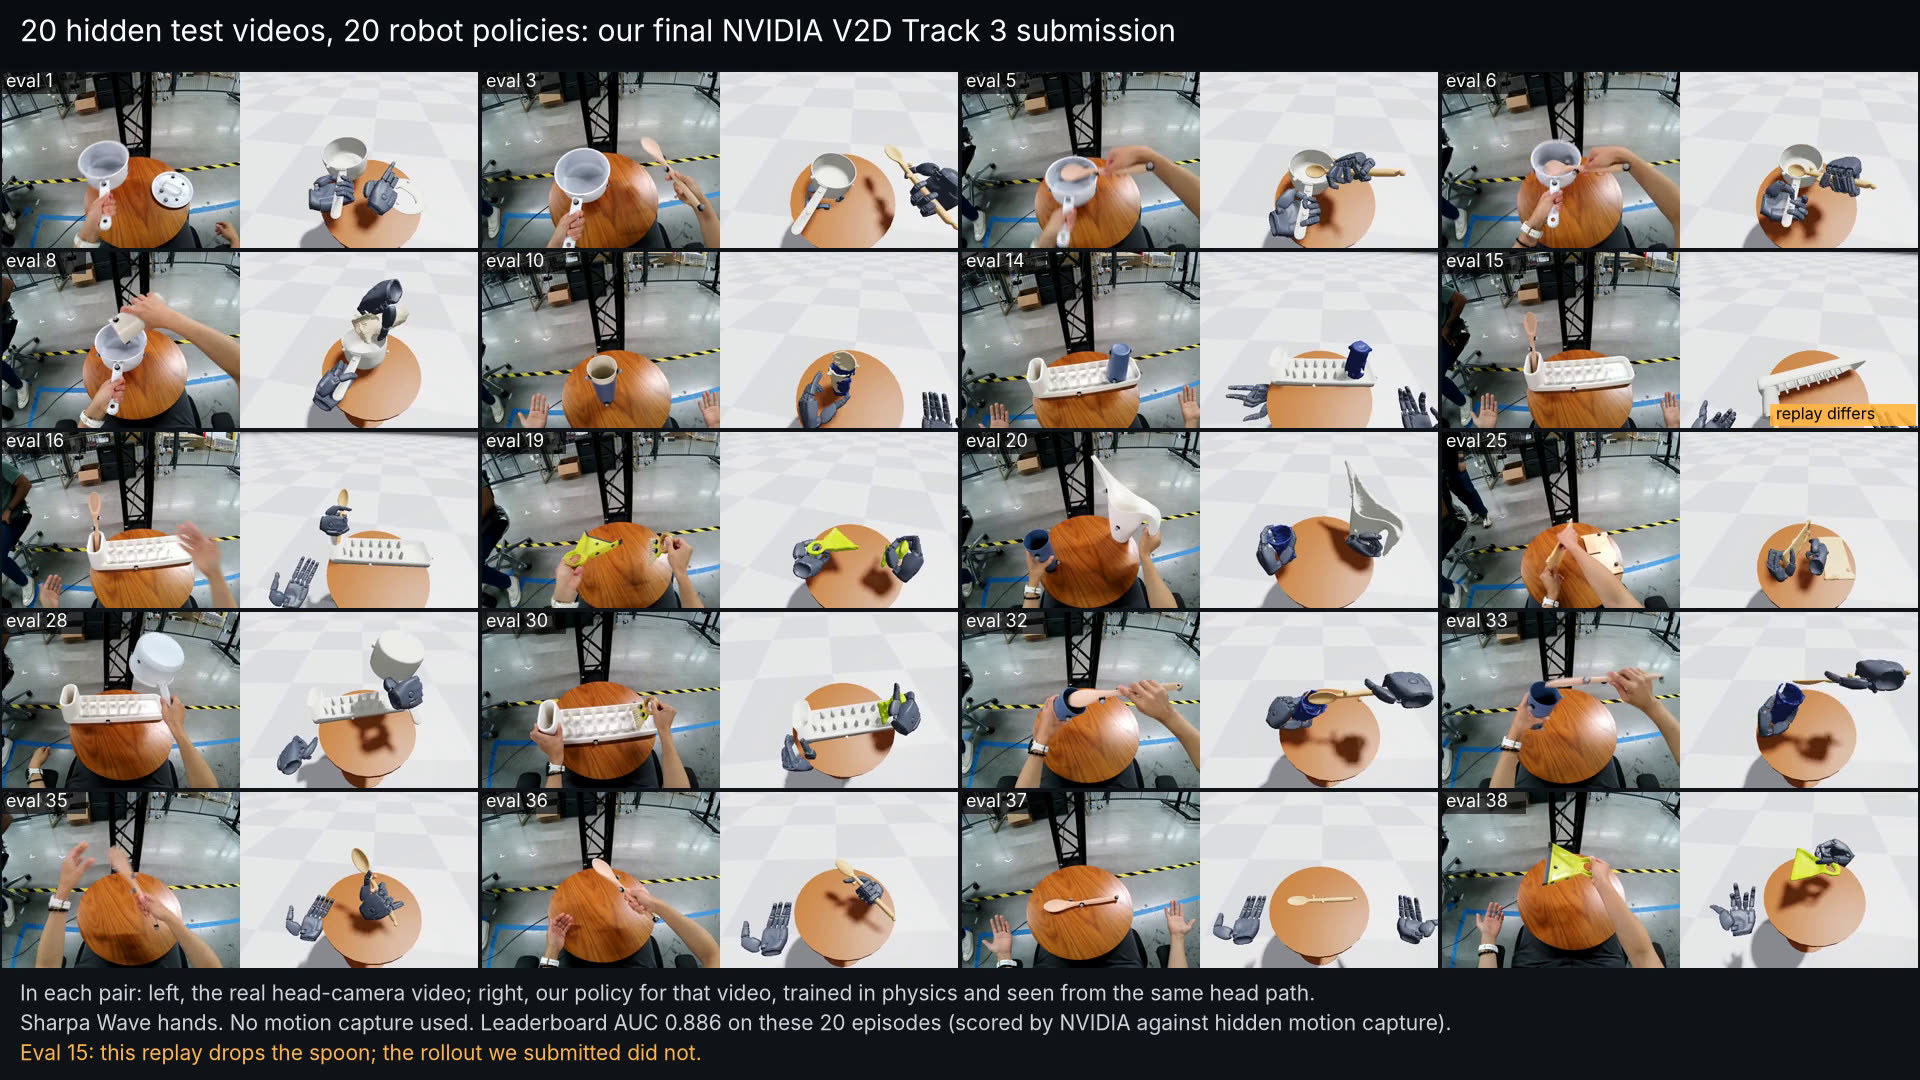 20 hidden test videos, 20 robot policies: our final NVIDIA V2D Track 3 submission
eval 1
eval 3
eval 5
eval 6
eval 8
eval 10
eval 14
eval 15
replay differs
eval 16
eval 19
eval 20
eval 25
eval 28
eval 30
eval 32
eval 33
eval 35
eval 36
eval 37
eval 38
In each pair: left, the real head-camera video; right, our policy for that video, trained in physics and seen from the same head path.
Sharpa Wave hands. No motion capture used. Leaderboard AUC 0.886 on these 20 episodes (scored by NVIDIA against hidden motion capture).
Eval 15: this replay drops the spoon; the rollout we submitted did not.